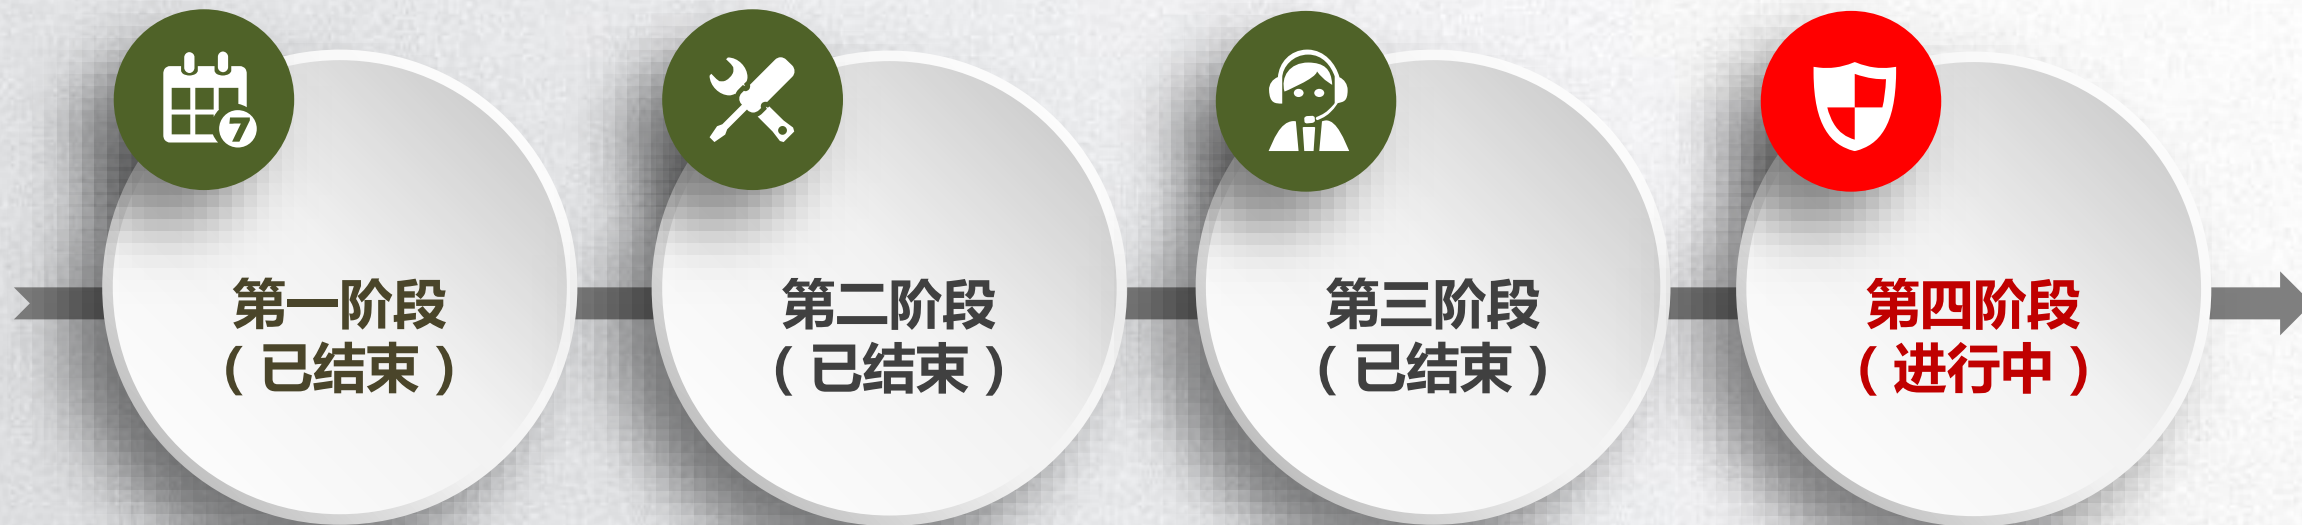 7
第一阶段
（已结束）
第二阶段
（已结束）
第三阶段
（已结束）
第四阶段
（进行中）